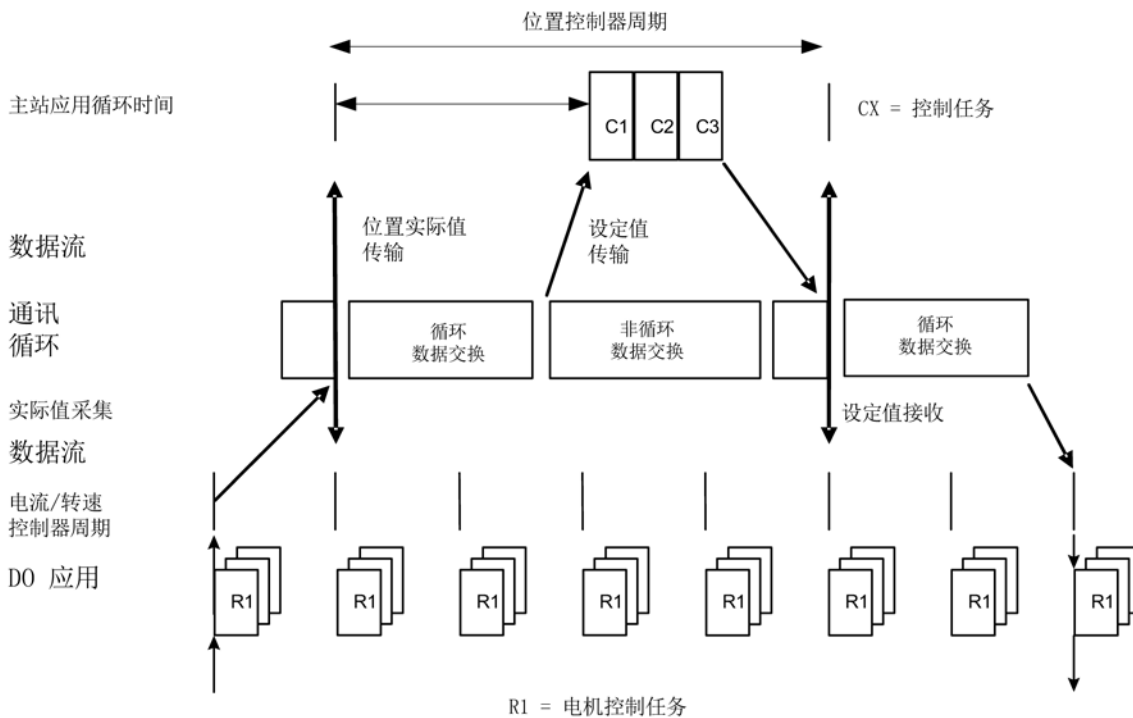 位置控制器周期
主站应用循环时间
C1
C2
C3
CX = 控制任务
数据流
位置实际值
传输
设定值
传输
通讯
循环
循环
数据交换
非循环
数据交换
循环
数据交换
实际值采集
设定值接收
数据流
电流/转速
控制器周期
DO 应用
R1
R1
R1
R1
R1
R1
R1
R1
R1 = 电机控制任务